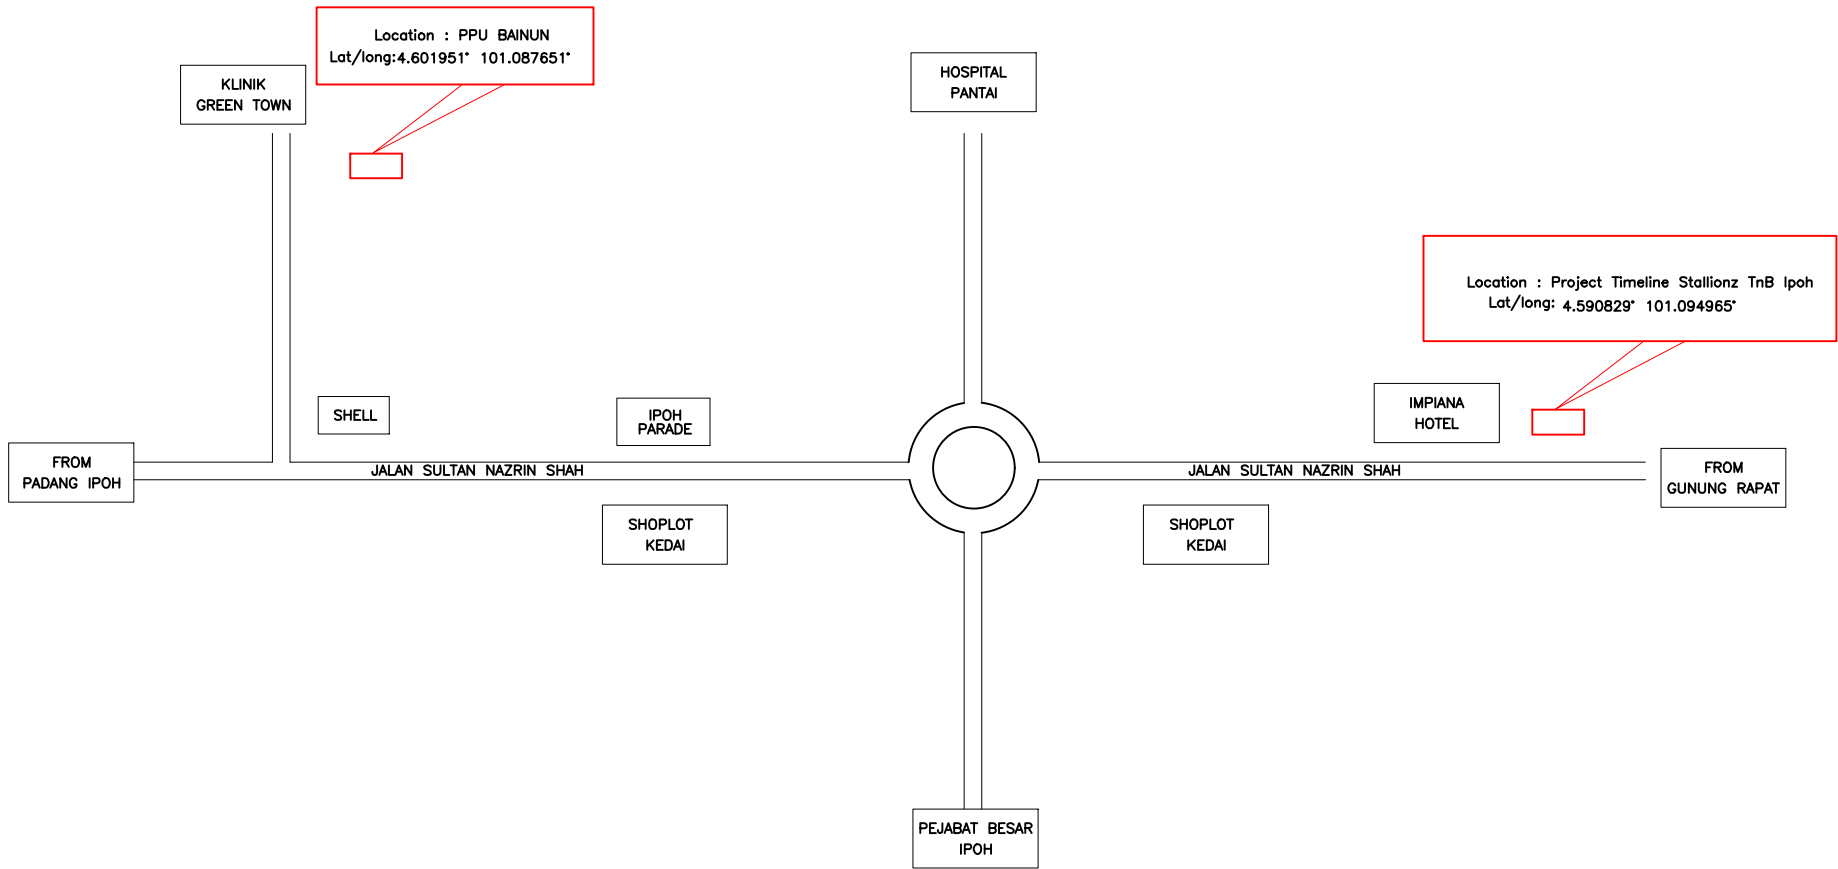 Location : PPU BAINUN
Lat/long:4.601951° 101.087651°
KLINIK
GREEN TOWN
HOSPITAL
PANTAI
Location : Project Timeline Stallionz TnB Ipoh
Lat/long: 4.590829° 101.094965°
SHELL
IPOH
PARADE
IMPIANA
HOTEL
FROM
PADANG IPOH
JALAN SULTAN NAZRIN SHAH
JALAN SULTAN NAZRIN SHAH
FROM
GUNUNG RAPAT
SHOPLOT
KEDAI
SHOPLOT
KEDAI
PEJABAT BESAR
IPOH